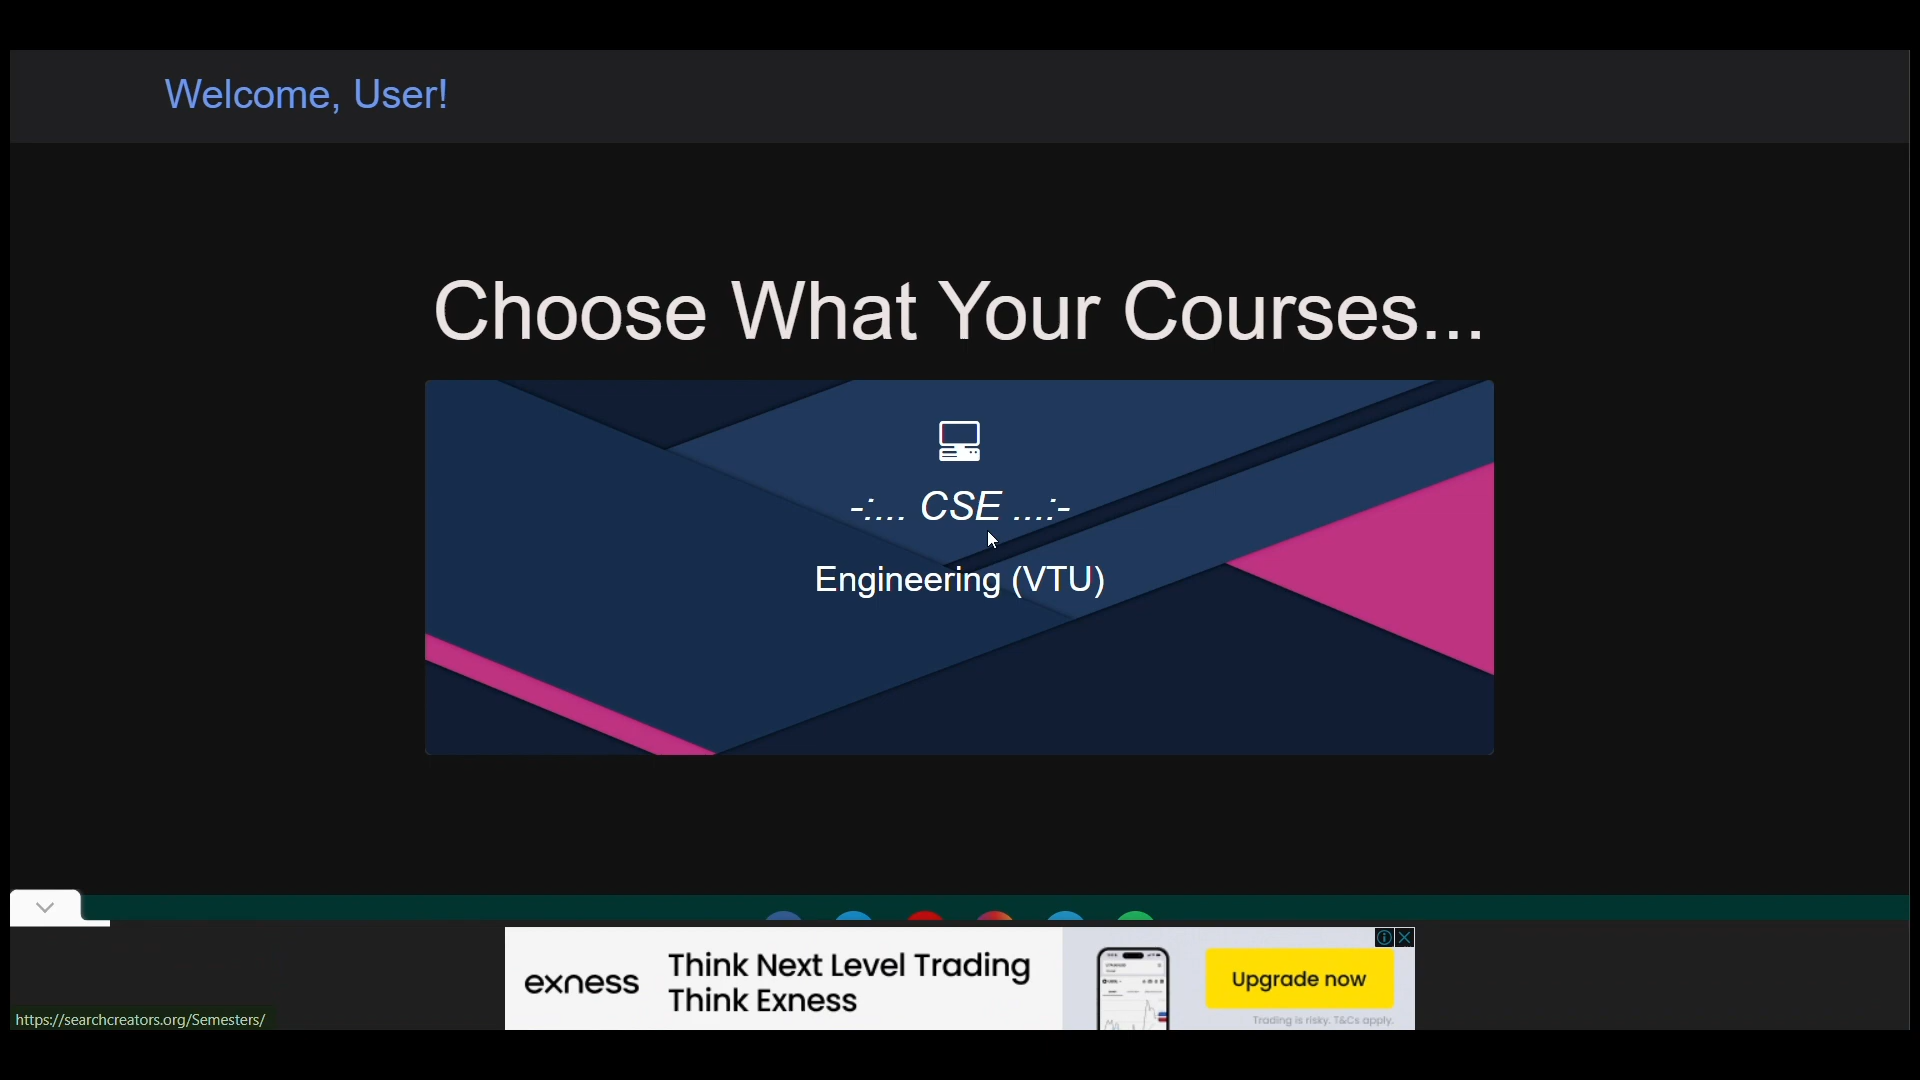 Welcome, User!
Choose What Your Courses...
-:... CSE ...:-
Engineering (VTU)
exness
Think Next Level Trading
Think Exness
Upgrade now
Trading is risky. T&Cs apply.
https://searchcreators.org/Semesters/